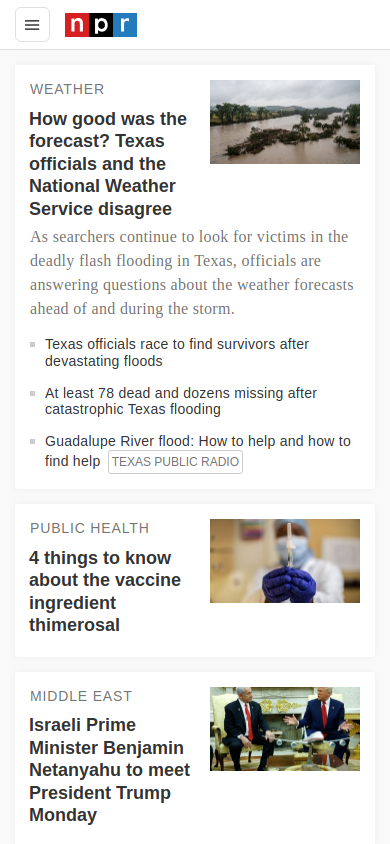 npr
WEATHER
How good was the
forecast? Texas
officials and the
National Weather
Service disagree
As searchers continue to look for victims in the
deadly flash flooding in Texas, officials are
answering questions about the weather forecasts
ahead of and during the storm.
Texas officials race to find survivors after
devastating floods
At least 78 dead and dozens missing after
catastrophic Texas flooding
Guadalupe River flood: How to help and how to
find help TEXAS PUBLIC RADIO
PUBLIC HEALTH
4 things to know
about the vaccine
ingredient
thimerosal
MIDDLE EAST
Israeli Prime
Minister Benjamin
Netanyahu to meet
President Trump
Monday